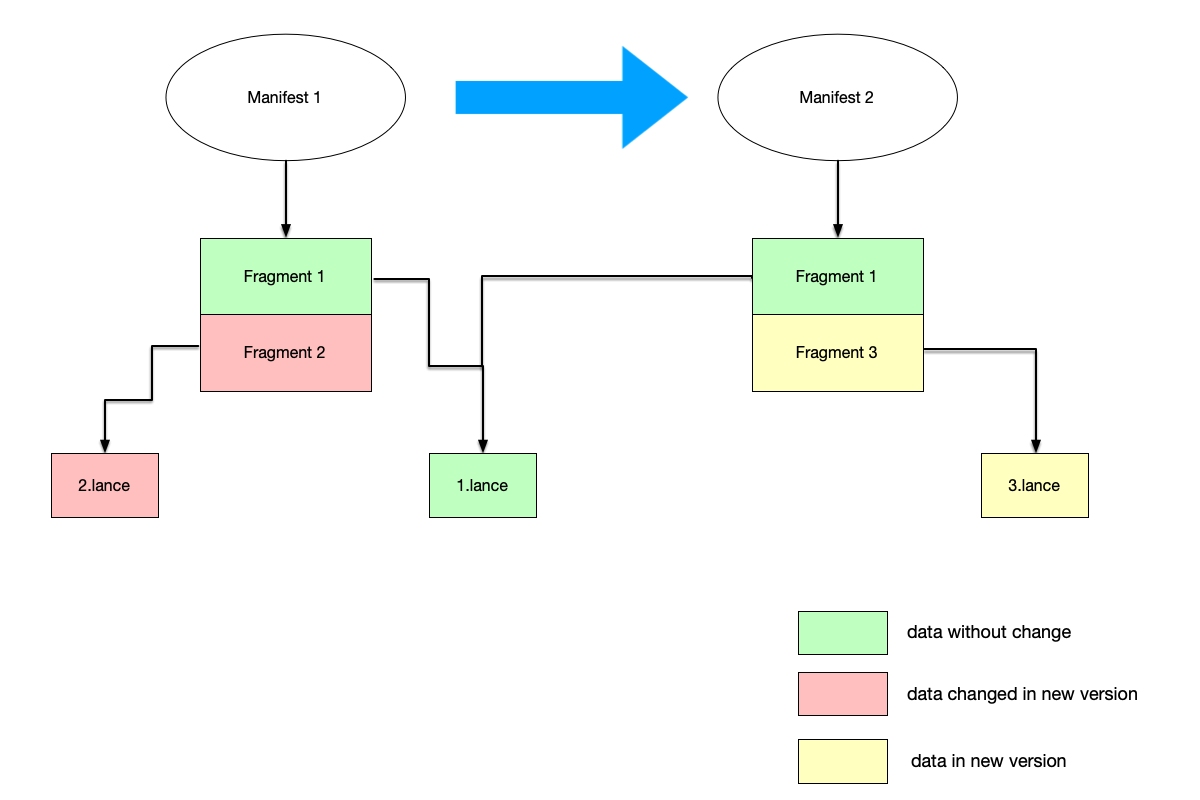 Manifest 1
Manifest 2
Fragment 1
Fragment 2
Fragment 1
Fragment 3
2.lance
1.lance
3.lance
data without change
data changed in new version
data in new version